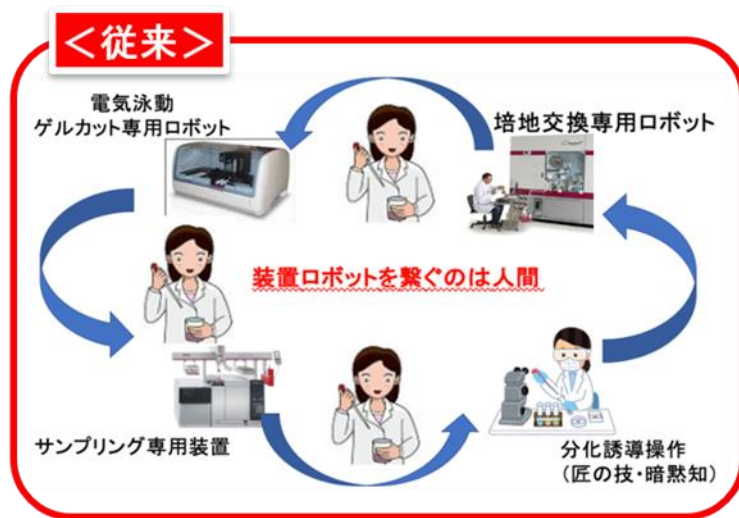 ＜従来＞
電気泳動
ゲルカット専用ロボット
培地交換専用ロボット
装置ロボットを繋ぐのは人間
サンプリング専用装置
分化誘導操作
(匠の技・暗黙知)